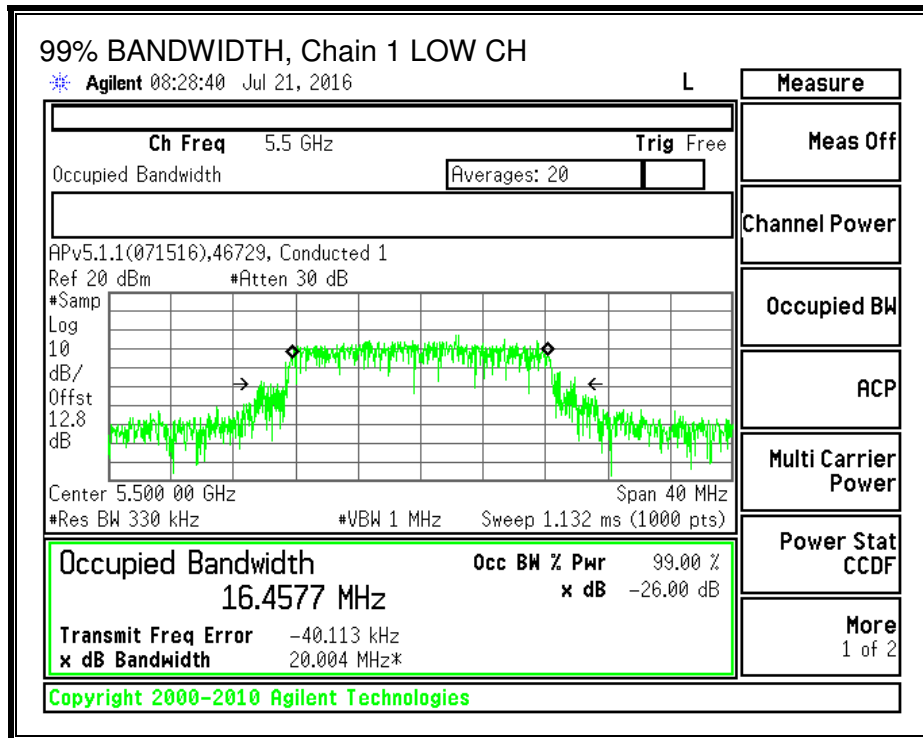 99% BANDWIDTH, Chain 1 LOW CH
Agilent 08:28:40 Jul 21, 2016 L
Measure
Ch Freq 5.5 GHz Trig Free
Occupied Bandwidth Averages: 20
APv5.1.1(071516),46729, Conducted 1
Ref 20 dBm #Atten 30 dB
#Samp
Log
10
dB/
Offst
12.8
dB
Center 5.500 00 GHz Span 40 MHz
#Res BW 330 kHz #VBW 1 MHz Sweep 1.132 ms (1000 pts)
Occupied Bandwidth Occ BW % Pwr 99.00 %
16.4577 MHz x dB -26.00 dB
Transmit Freq Error -40.113 kHz
x dB Bandwidth 20.004 MHz*
Copyright 2000-2010 Agilent Technologies
Meas Off
Channel Power
Occupied BW
ACP
Multi Carrier
Power
Power Stat
CCDF
More
1 of 2